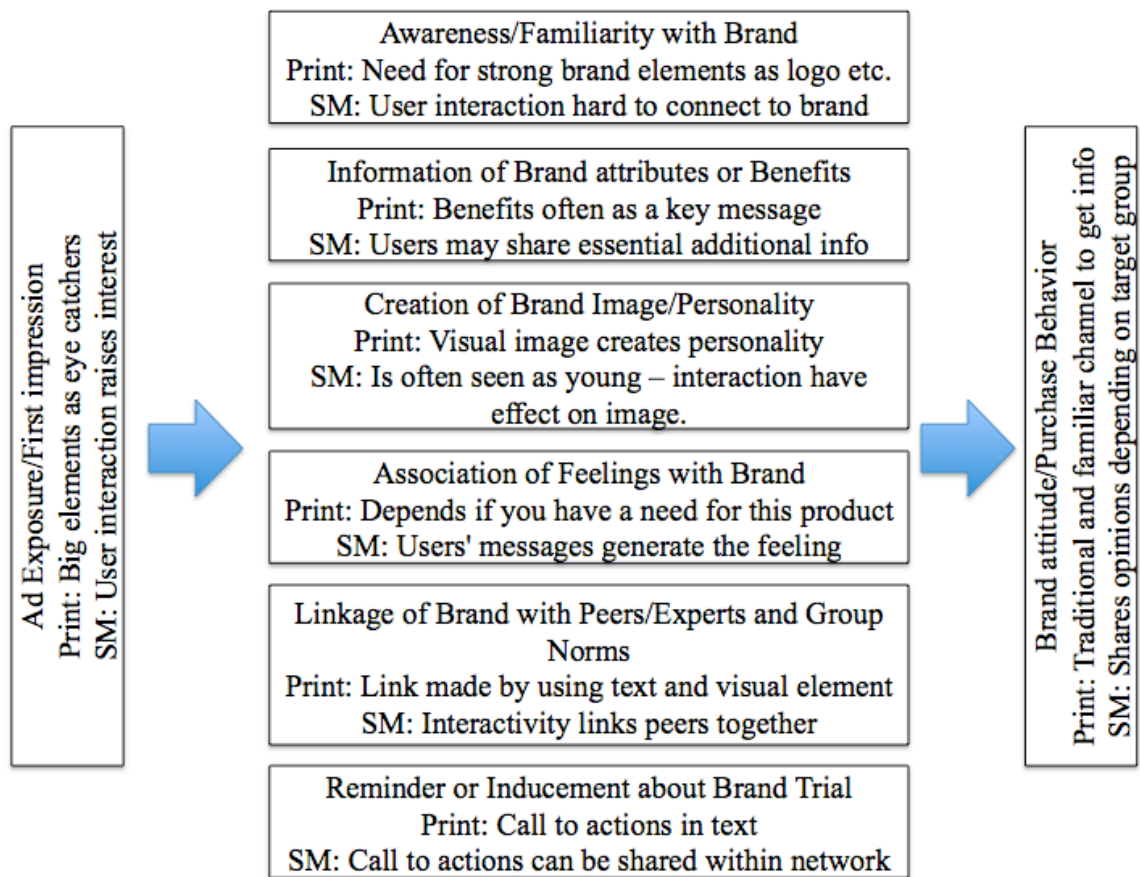 Ad Exposure/First impression
Print: Big elements as eye catchers
SM: User interaction raises interest
Awareness/Familiarity with Brand
Print: Need for strong brand elements as logo etc.
SM: User interaction hard to connect to brand
Information of Brand attributes or Benefits
Print: Benefits often as a key message
SM: Users may share essential additional info
Creation of Brand Image/Personality
Print: Visual image creates personality
SM: Is often seen as young – interaction have
effect on image.
Association of Feelings with Brand
Print: Depends if you have a need for this product
SM: Users' messages generate the feeling
Linkage of Brand with Peers/Experts and Group
Norms
Print: Link made by using text and visual element
SM: Interactivity links peers together
Reminder or Inducement about Brand Trial
Print: Call to actions in text
SM: Call to actions can be shared within network
Brand attitude/Purchase Behavior
Print: Traditional and familiar channel to get info
SM: Shares opinions depending on target group